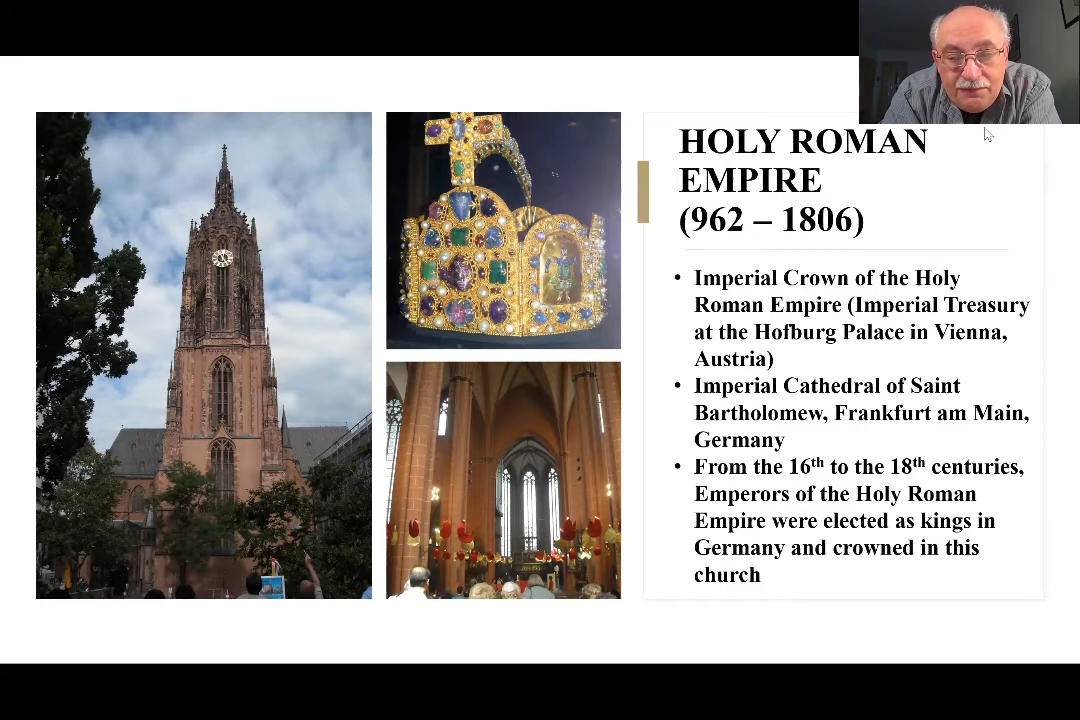 HOLY ROMAN
EMPIRE
(962 – 1806)
• Imperial Crown of the Holy
Roman Empire (Imperial Treasury
at the Hofburg Palace in Vienna,
Austria)
• Imperial Cathedral of Saint
Bartholomew, Frankfurt am Main,
Germany
• From the 16th to the 18th centuries,
Emperors of the Holy Roman
Empire were elected as kings in
Germany and crowned in this
church